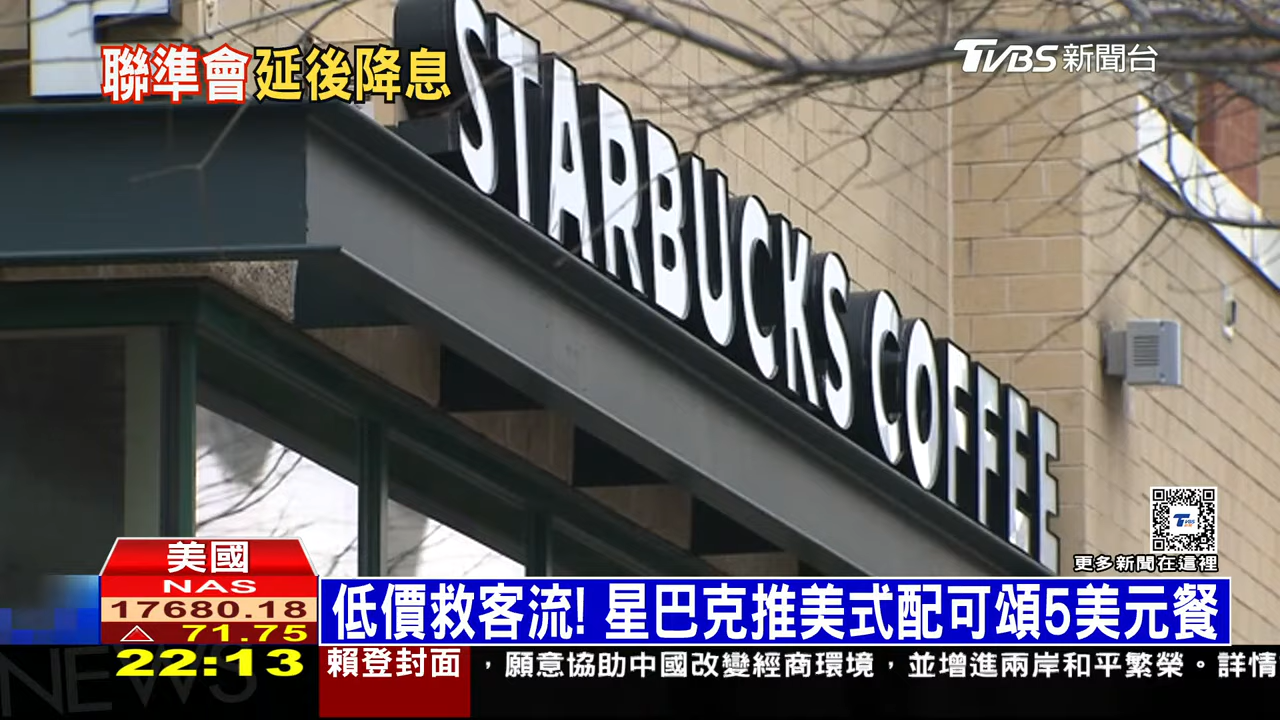 聯準會延後降息
TVBS新聞台
STARBUCKS COFFEE
更多新聞在這裡
美國
NAS
17680.18
71.75
22:13
低價救客流! 星巴克推美式配可頌5美元餐
賴登封面 ，願意協助中國改變經商環境，並增進兩岸和平繁榮。詳情
NEWS